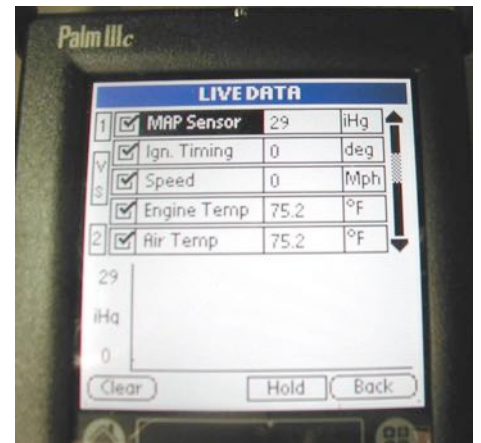 Palm IIIc
LIVE DATA
1 MAP Sensor 29 iHg
Ign. Timing 0 deg
VS Speed 0 Mph
Engine Temp 75.2 °F
2 Air Temp 75.2 °F
29
iHg
0
Clear Hold Back